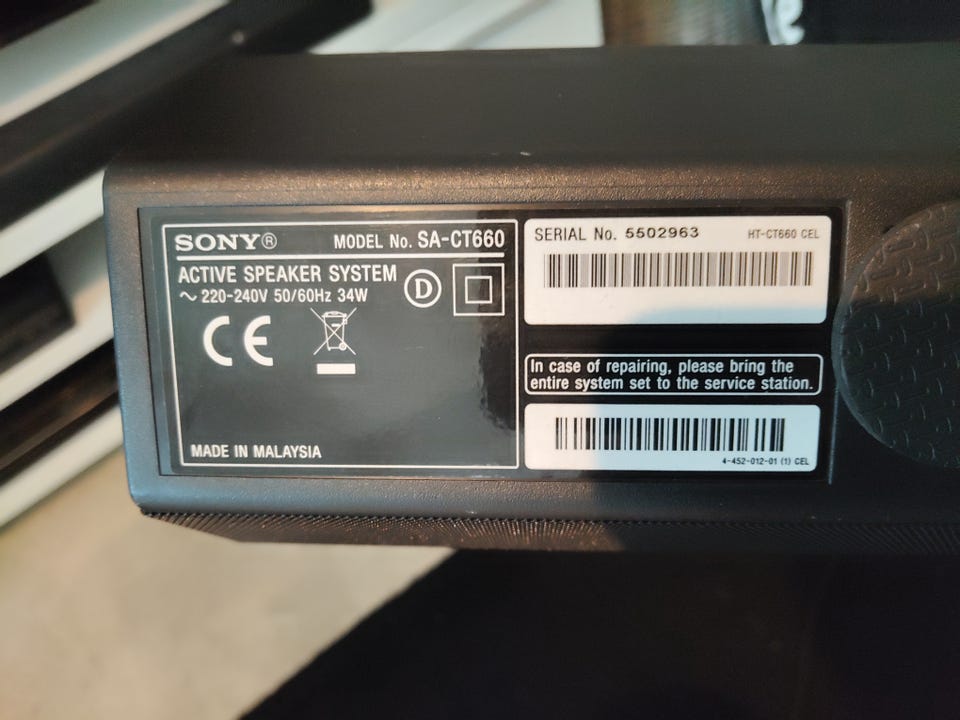 SONY®
MODEL No. SA-CT660
ACTIVE SPEAKER SYSTEM
~ 220-240V 50/60Hz 34W
D
CE
MADE IN MALAYSIA
SERIAL No. 5502963
HT-CT660 CEL
In case of repairing, please bring the
entire system set to the service station.
4-452-012-01 (1) CEL